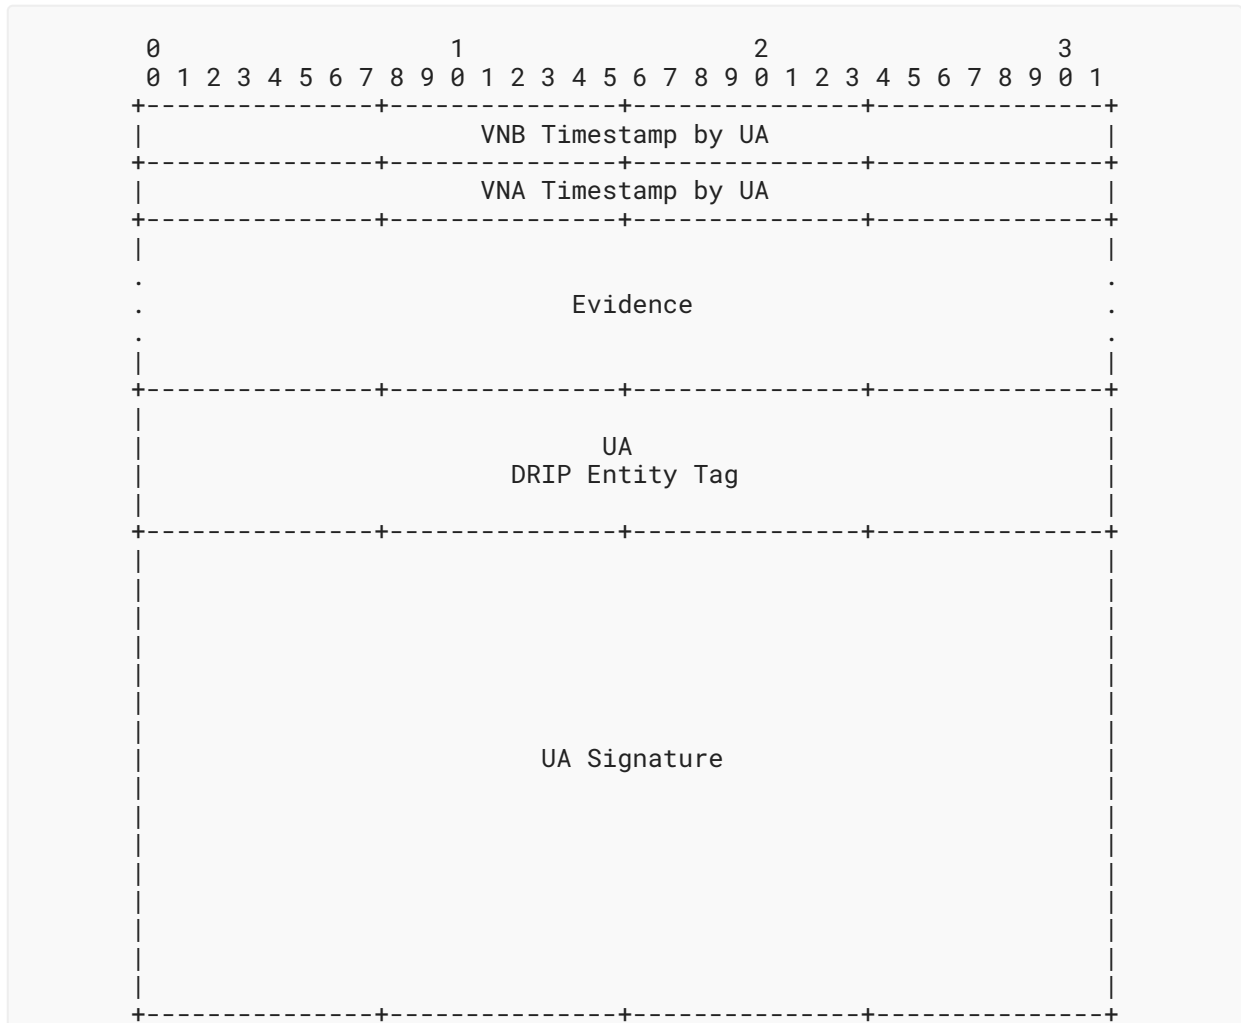 0                   1                   2                   3
0 1 2 3 4 5 6 7 8 9 0 1 2 3 4 5 6 7 8 9 0 1 2 3 4 5 6 7 8 9 0 1
VNB Timestamp by UA
VNA Timestamp by UA
Evidence
UA
DRIP Entity Tag
UA Signature